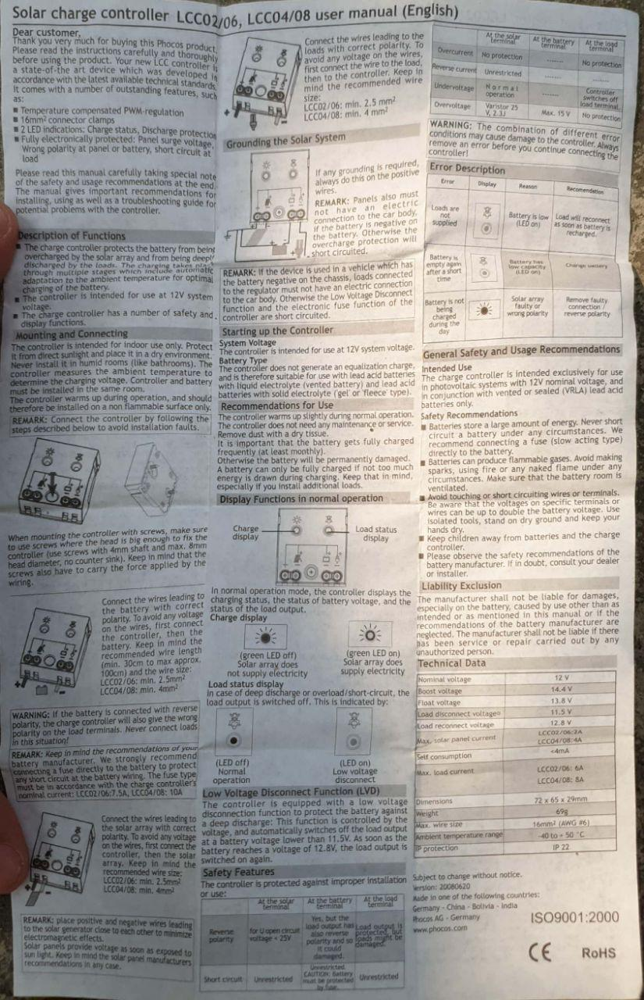 Solar charge controller LCC02/06, LCC04/08 user manual (English)
Dear customer,
Thank you very much for buying this Phocos product.
Please read the instructions carefully and thoroughly
before using the product. Your new LCC controller is
a state-of-the art device which was developed in
accordance with the latest available technical standards.
It comes with a number of outstanding features, such
as:
■ Temperature compensated PWM-regulation
■ 16mm² connector clamps
■ 2 LED indications: Charge status, Discharge protection
■ Fully electronically protected: Panel surge voltage,
Wrong polarity at panel or battery, short circuit at
load
Please read this manual carefully taking special note
of the safety and usage recommendations at the end.
The manual gives important recommendations for
installing, using as well as a troubleshooting guide for
potential problems with the controller.
Description of Functions
■ The charge controller protects the battery from being
overcharged by the solar array and from being deeply
discharged by the loads. The charging takes place
through multiple stages which include automatic
adaptation to the ambient temperature for optimal
charging of the battery.
■ The controller is intended for use at 12V system
voltage.
■ The charge controller has a number of safety and
display functions.
Mounting and Connecting
The controller is intended for indoor use only. Protect
it from direct sunlight and place it in a dry environment.
Never install it in humid rooms (like bathrooms). The
controller measures the ambient temperature to
determine the charging voltage. Controller and battery
must be installed in the same room.
The controller warms up during operation, and should
therefore be installed on a non flammable surface only.
REMARK: Connect the controller by following the
steps described below to avoid installation faults.
When mounting the controller with screws, make sure
to use screws where the head is big enough to fix the
controller (use screws with 4mm shaft and max. 8mm
head diameter, no counter sink). Keep in mind that the
screws also have to carry the force applied by the
wiring.
Connect the wires leading to
the battery with correct
polarity. To avoid any voltage
on the wires, first connect
the controller, then the
battery. Keep in mind the
recommended wire length
(min. 30cm to max approx.
100cm) and the wire size:
LCC02/06: min. 2.5mm²
LCC04/08: min. 4mm²
WARNING: If the battery is connected with reverse
polarity, the charge controller will also give the wrong
polarity on the load terminals. Never connect loads
in this situation!
REMARK: Keep in mind the recommendations of your
battery manufacturer. We strongly recommend
connecting a fuse directly to the battery to protect
any short circuit at the battery wiring. The fuse type
must be in accordance with the charge controller's
nominal current: LCC02/06:7.5A, LCC04/08: 10A
Connect the wires leading to
the solar array with correct
polarity. To avoid any voltage
on the wires, first connect the
controller, then the solar
array. Keep in mind the
recommended wire size:
LCC02/06: min. 2.5mm²
LCC04/08: min. 4mm²
REMARK: place positive and negative wires leading
to the solar generator close to each other to minimize
electromagnetic effects.
Solar panels provide voltage as soon as exposed to
sun light. Keep in mind the solar panel manufacturers
recommendations in any case.
Connect the wires leading to the
loads with correct polarity. To
avoid any voltage on the wires,
first connect the wire to the load,
then to the controller. Keep in
mind the recommended wire
size:
LCC02/06: min. 2.5 mm²
LCC04/08: min. 4 mm²
Grounding the Solar System
If any grounding is required,
always do this on the positive
wires.
REMARK: Panels also must
not have an electric
connection to the car body,
if the battery is negative on
the battery. Otherwise the
overcharge protection will
short circuited.
REMARK: If the device is used in a vehicle which has
the battery negative on the chassis, loads connected
to the regulator must not have an electric connection
to the car body. Otherwise the Low Voltage Disconnect
function and the electronic fuse function of the
controller are short circuited.
Starting up the Controller
System Voltage
The controller is intended for use at 12V system voltage.
Battery Type
The controller does not generate an equalization charge,
and is therefore suitable for use with lead acid batteries
with liquid electrolyte (vented battery) and lead acid
batteries with solid electrolyte ('gel' or 'fleece' type).
Recommendations for Use
The controller warms up slightly during normal operation.
The controller does not need any maintenance or service.
Remove dust with a dry tissue.
It is important that the battery gets fully charged
frequently (at least monthly).
Otherwise the battery will be permanently damaged.
A battery can only be fully charged if not too much
energy is drawn during charging. Keep that in mind,
especially if you install additional loads.
Display Functions in normal operation
Charge
display
Load status
display
In normal operation mode, the controller displays the
charging status, the status of battery voltage, and the
status of the load output.
Charge display
(green LED off)
Solar array does
not supply electricity
(green LED on)
Solar array does
supply electricity
Load status display
In case of deep discharge or overload/short-circuit, the
load output is switched off. This is indicated by:
(LED off)
Normal
operation
(LED on)
Low voltage
disconnect
Low Voltage Disconnect Function (LVD)
The controller is equipped with a low voltage
disconnection function to protect the battery against
a deep discharge: This function is controlled by the
voltage, and automatically switches off the load output
at a battery voltage lower than 11.5V. As soon as the
battery reaches a voltage of 12.8V, the load output is
switched on again.
Safety Features
The controller is protected against improper installation
or use:
At the solar terminal At the battery terminal At the load terminal
Reverse polarity for U open circuit voltage < 25V Yes, but the load output has also reverse polarity and so it could damaged. Load output is protected, but loads might be damaged.
Short circuit Unrestricted Unrestricted. CAUTION: Battery must be protected by fuse. Unrestricted
At the solar terminal At the battery terminal At the load terminal
Overcurrent No protection ------- No protection
Reverse current Unrestricted ------- -------
Undervoltage Normal operation ------- Controller switches off load terminal.
Overvoltage Varistor 25 V, 2.3J Max. 15 V No protection
WARNING: The combination of different error
conditions may cause damage to the controller. Always
remove an error before you continue connecting the
controller!
Error Description
Error Display Reason Recomendation
Loads are not supplied Battery is low (LED on) Load will reconnect as soon as battery is recharged.
Battery is empty again after a short time Battery has low capacity (LED on) Change battery
Battery is not being charged during the day Solar array faulty or wrong polarity Remove faulty connection / reverse polarity
General Safety and Usage Recommendations
Intended Use
The charge controller is intended exclusively for use
in photovoltaic systems with 12V nominal voltage, and
in conjunction with vented or sealed (VRLA) lead acid
batteries only.
Safety Recommendations
■ Batteries store a large amount of energy. Never short
circuit a battery under any circumstances. We
recommend connecting a fuse (slow acting type)
directly to the battery.
■ Batteries can produce flammable gases. Avoid making
sparks, using fire or any naked flame under any
circumstances. Make sure that the battery room is
ventilated.
■ Avoid touching or short circuiting wires or terminals.
Be aware that the voltages on specific terminals or
wires can be up to double the battery voltage. Use
isolated tools, stand on dry ground and keep your
hands dry.
■ Keep children away from batteries and the charge
controller.
■ Please observe the safety recommendations of the
battery manufacturer. If in doubt, consult your dealer
or installer.
Liability Exclusion
The manufacturer shall not be liable for damages,
especially on the battery, caused by use other than as
intended or as mentioned in this manual or if the
recommendations of the battery manufacturer are
neglected. The manufacturer shall not be liable if there
has been service or repair carried out by any
unauthorized person.
Technical Data
Nominal voltage 12 V
Boost voltage 14.4 V
Float voltage 13.8 V
Load disconnect voltage 11.5 V
Load reconnect voltage 12.8 V
Max. solar panel current LCC02/06:2A LCC04/08:4A
Self consumption <4mA
Max. load current LCC02/06: 6A LCC04/08: 8A
Dimensions 72 x 65 x 29mm
Weight 69g
Max. wire size 16mm² (AWG #6)
Ambient temperature range -40 to + 50 °C
IP protection IP 22
Subject to change without notice.
Version: 20080620
Made in one of the following countries:
Germany - China - Bolivia - India
Phocos AG - Germany
www.phocos.com
ISO9001:2000
CE RoHS